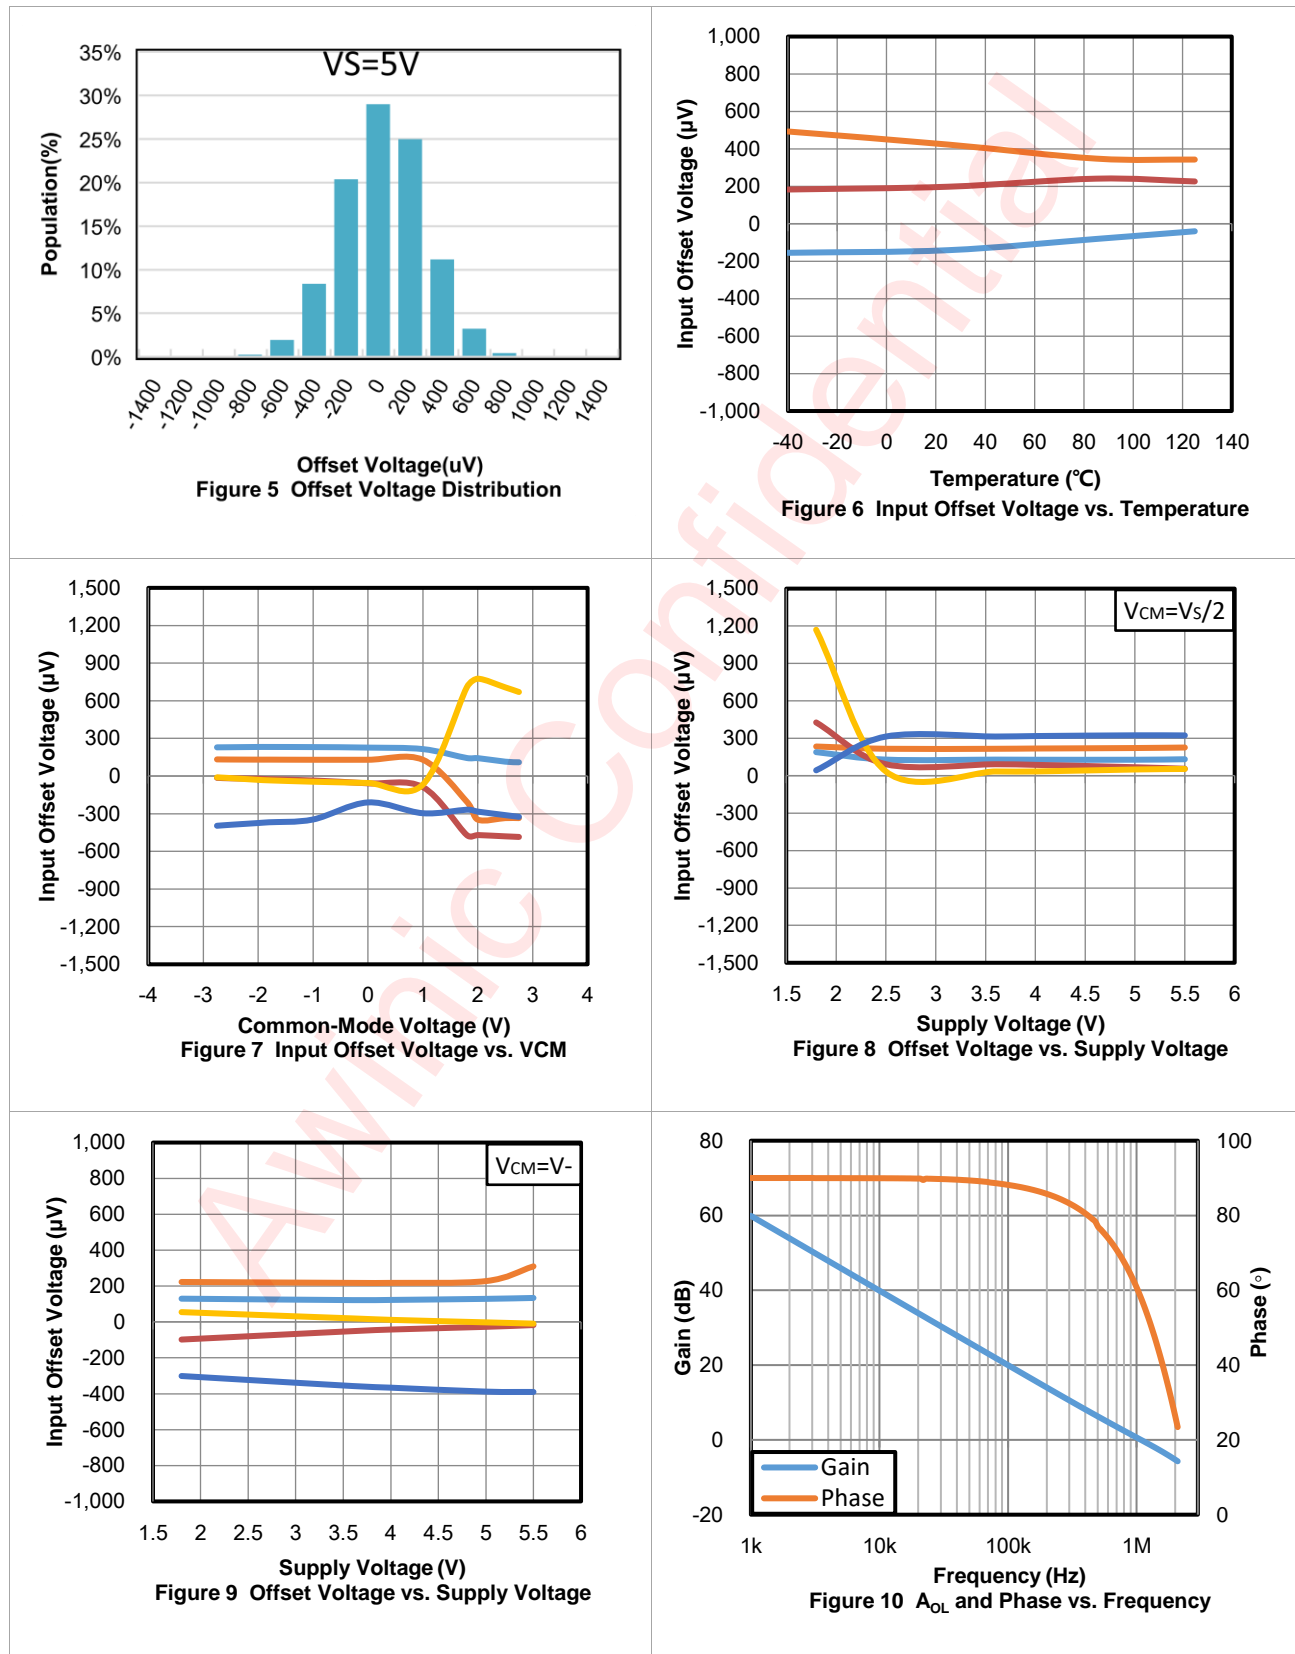 VS=5V
35%
30%
25%
20%
15%
10%
5%
0%
Population(%)
-1400
-1200
-1000
-800
-600
-400
-200
0
200
400
600
800
1000
1200
1400
Offset Voltage(uV)
Figure 5 Offset Voltage Distribution
1,000
800
600
400
200
0
-200
-400
-600
-800
-1,000
Input Offset Voltage (µV)
-40 -20 0 20 40 60 80 100 120 140
Temperature (℃)
Figure 6 Input Offset Voltage vs. Temperature
1,500
1,200
900
600
300
0
-300
-600
-900
-1,200
-1,500
Input Offset Voltage (µV)
-4 -3 -2 -1 0 1 2 3 4
Common-Mode Voltage (V)
Figure 7 Input Offset Voltage vs. VCM
VCM=VS/2
1,500
1,200
900
600
300
0
-300
-600
-900
-1,200
-1,500
Input Offset Voltage (µV)
1.5 2 2.5 3 3.5 4 4.5 5 5.5 6
Supply Voltage (V)
Figure 8 Offset Voltage vs. Supply Voltage
VCM=V-
1,000
800
600
400
200
0
-200
-400
-600
-800
-1,000
Input Offset Voltage (µV)
1.5 2 2.5 3 3.5 4 4.5 5 5.5 6
Supply Voltage (V)
Figure 9 Offset Voltage vs. Supply Voltage
80
60
40
20
0
-20
Gain (dB)
100
80
60
40
20
0
Phase (○)
Gain
Phase
1k 10k 100k 1M
Frequency (Hz)
Figure 10 AOL and Phase vs. Frequency
Awinic Confidential